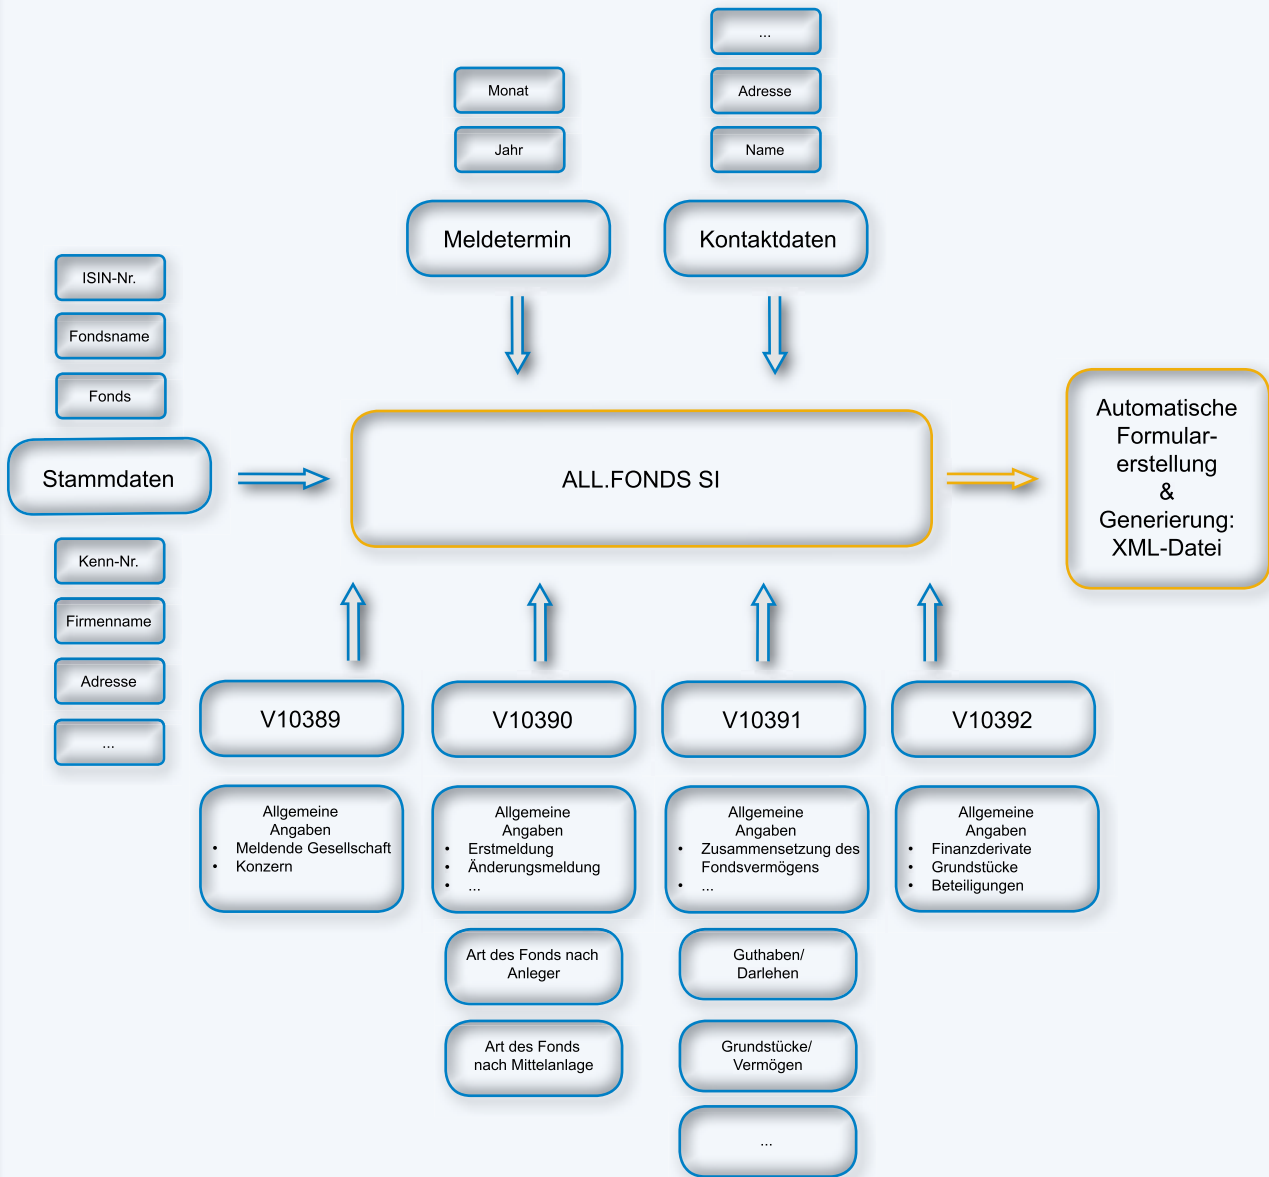 ...
Monat
Adresse
Jahr
Name
Meldetermin
Kontaktdaten
ISIN-Nr.
Fondsname
Fonds
Stammdaten
Kenn-Nr.
Firmenname
Adresse
...
ALL.FONDS SI
Automatische
Formular-
erstellung
&
Generierung:
XML-Datei
V10389
Allgemeine
Angaben
• Meldende Gesellschaft
• Konzern
V10390
Allgemeine
Angaben
• Erstmeldung
• Änderungsmeldung
• ...
Art des Fonds nach
Anleger
Art des Fonds
nach Mittelanlage
V10391
Allgemeine
Angaben
• Zusammensetzung des
Fondsvermögens
• ...
Guthaben/
Darlehen
Grundstücke/
Vermögen
...
V10392
Allgemeine
Angaben
• Finanzderivate
• Grundstücke
• Beteiligungen